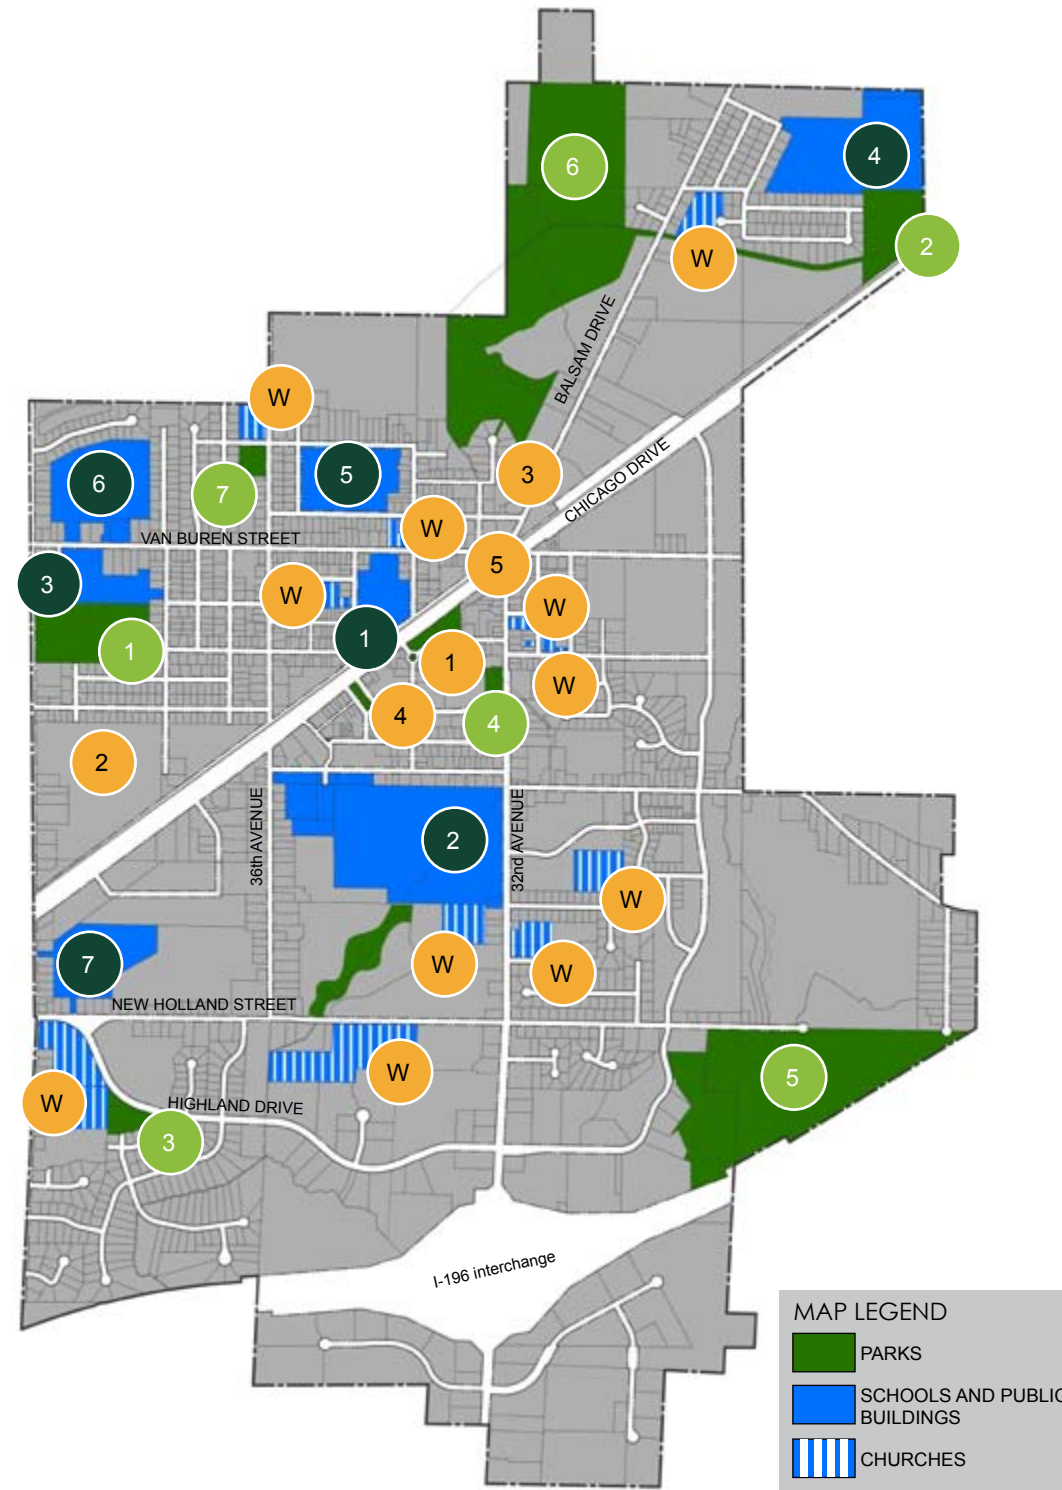 6
4
2
W
BALSAM DRIVE
W
3
CHICAGO DRIVE
6
7
5
W
VAN BUREN STREET
5
3
W
W
1
1
1
W
4
4
2
36th AVENUE
2
32nd AVENUE
W
7
W
W
NEW HOLLAND STREET
W
5
W
HIGHLAND DRIVE
3
I-196 interchange
MAP LEGEND
PARKS
SCHOOLS AND PUBLIC
BUILDINGS
CHURCHES